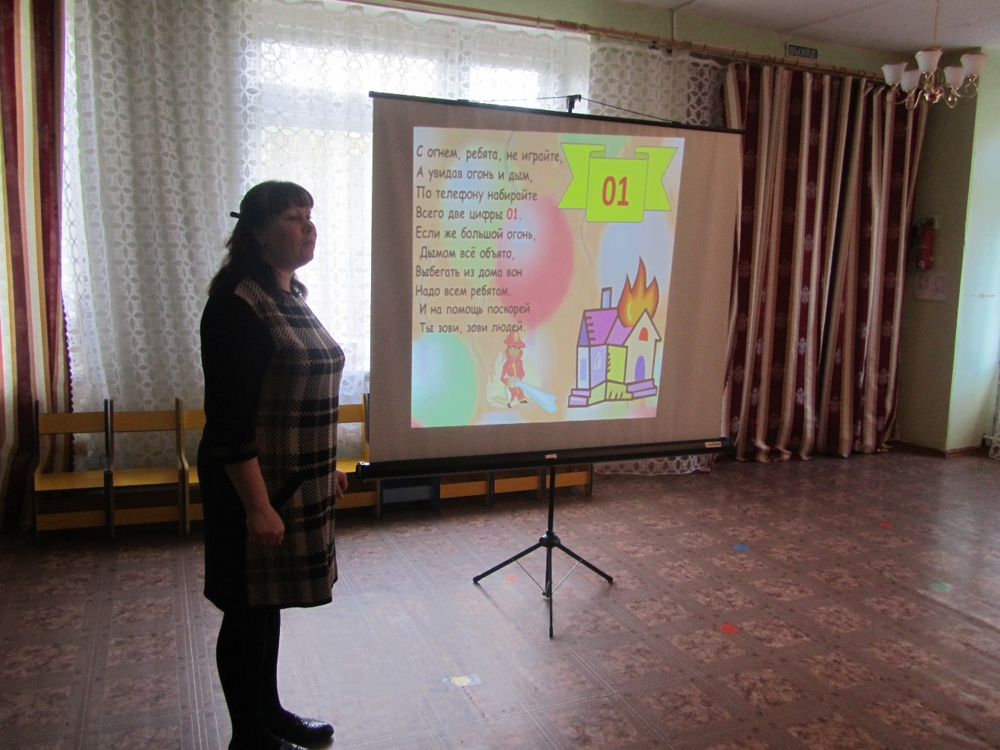 ВЫХОД
С огнем, ребята, не играйте,
А увидав огонь и дым,
По телефону набирайте
Всего две цифры 01.
Если же большой огонь,
Дымом всё объято,
Выбегать из дома вон
Надо всем ребятам.
И на помощь поскорей
Ты зови, зови людей.
01